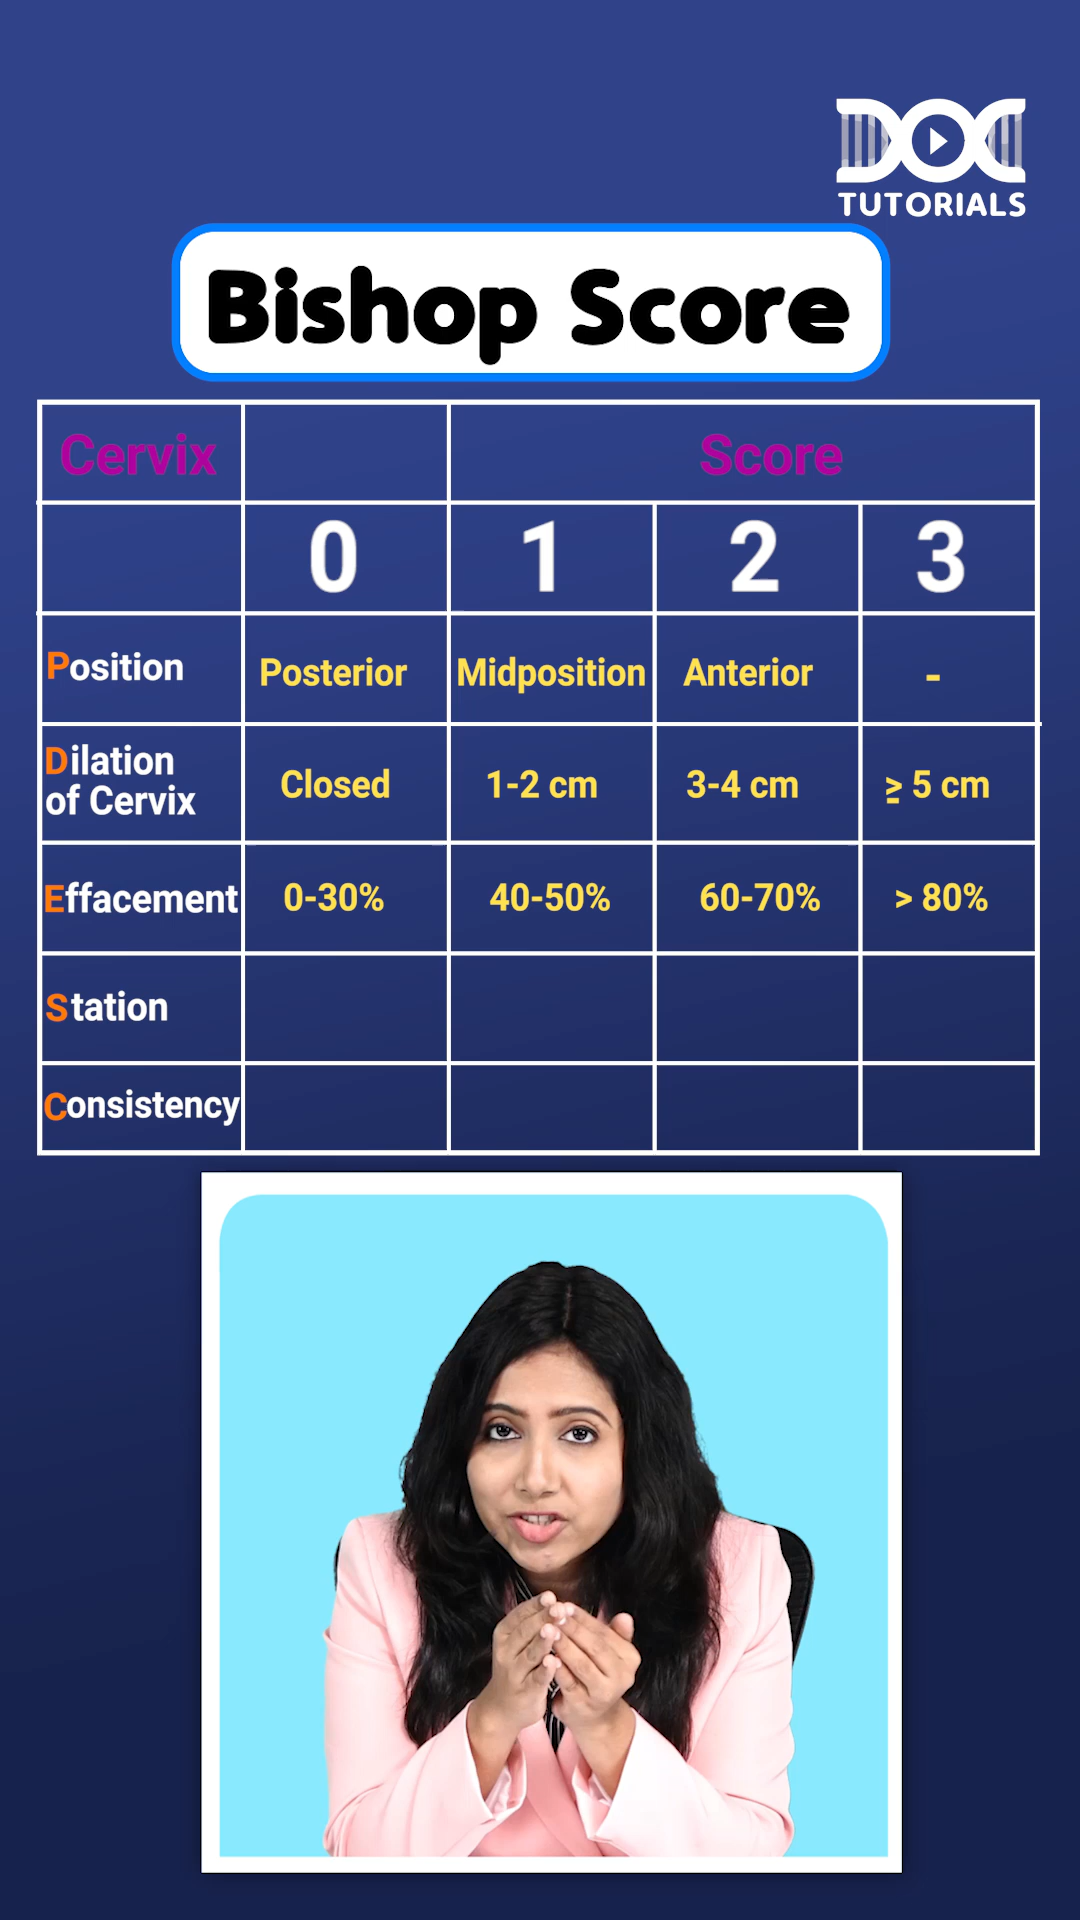 DOC
TUTORIALS
Bishop Score
Cervix Score
0 1 2 3
Position Posterior Midposition Anterior -
Dilation
of Cervix Closed 1-2 cm 3-4 cm ≥ 5 cm
Effacement 0-30% 40-50% 60-70% > 80%
Station
Consistency